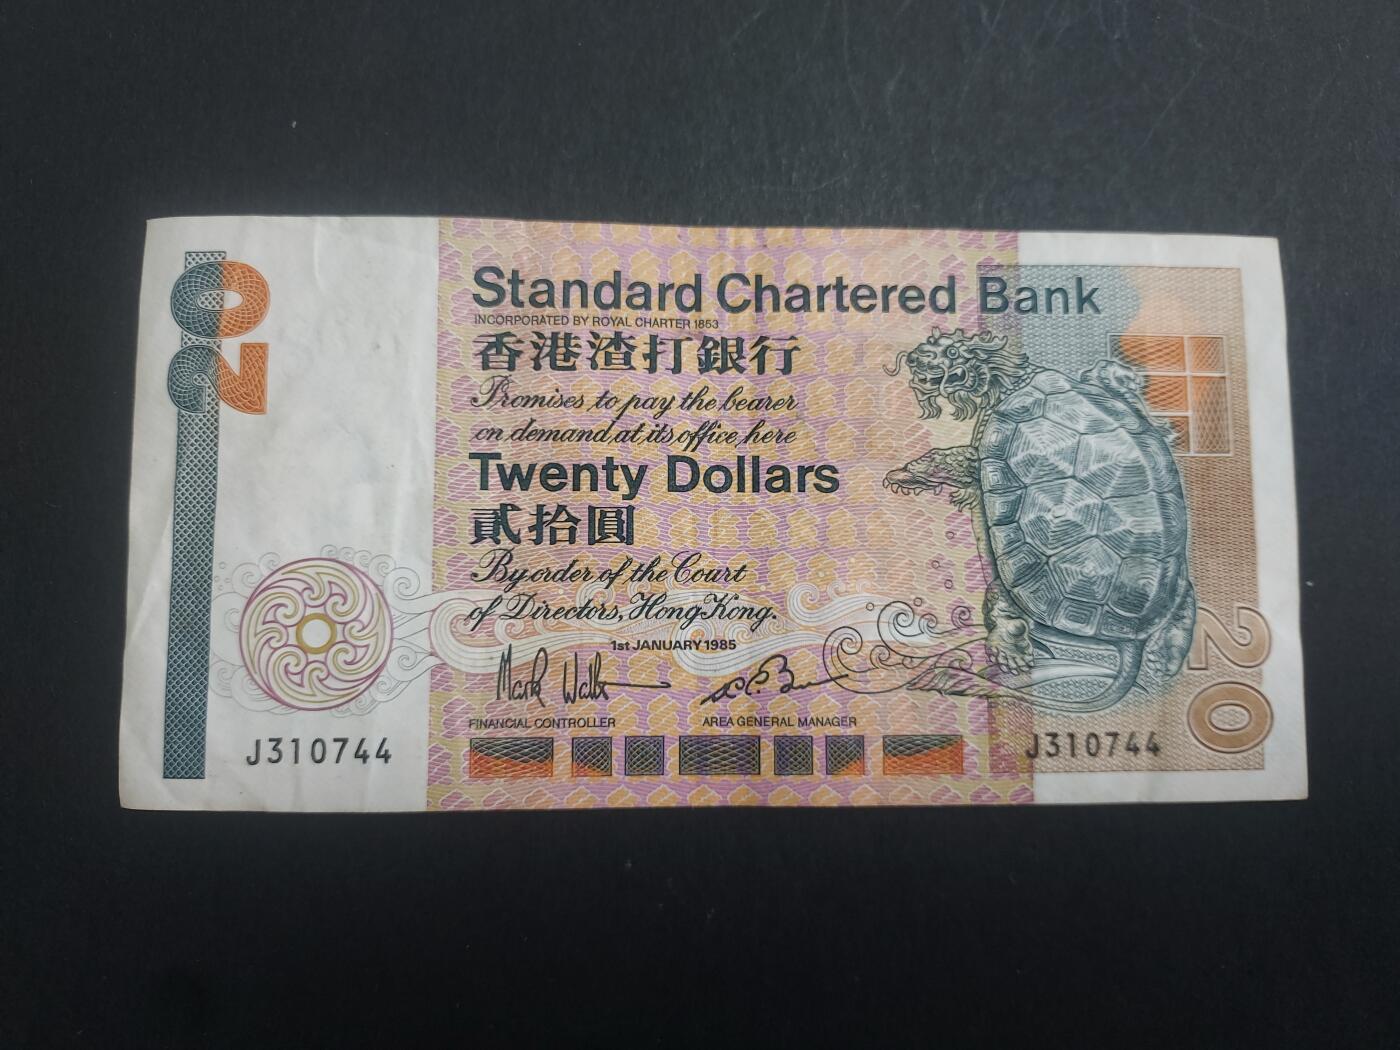 20
Standard Chartered Bank
INCORPORATED BY ROYAL CHARTER 1853
香港渣打銀行
Promises to pay the bearer
on demand at its office here
Twenty Dollars
貳拾圓
By order of the Court
of Directors, Hong Kong.
1st JANUARY 1985
Mark Wall
FINANCIAL CONTROLLER AREA GENERAL MANAGER
J310744 J310744
20